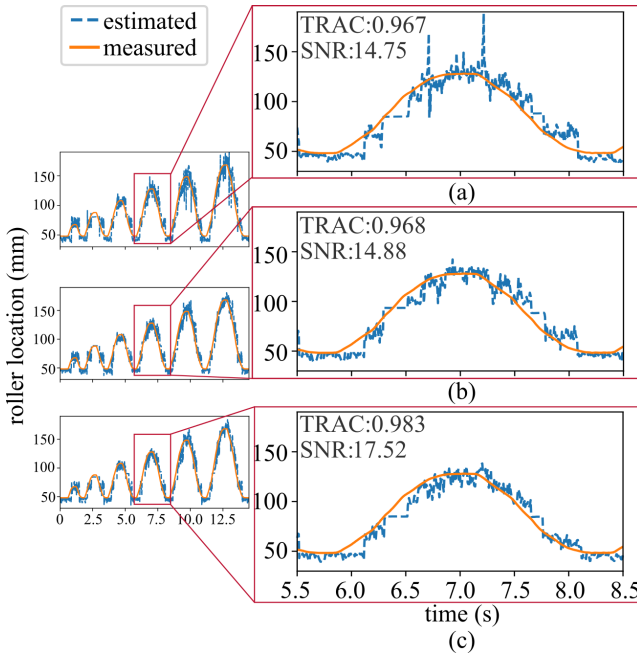 estimated
measured
TRAC:0.967
SNR:14.75
150
100
50
(a)
150
100
50
TRAC:0.968
SNR:14.88
150
100
50
(b)
150
100
50
roller location (mm)
TRAC:0.983
SNR:17.52
150
100
50
5.5 6.0 6.5 7.0 7.5 8.0 8.5
time (s)
(c)
150
100
50
0 2.5 5.0 7.5 10.0 12.5